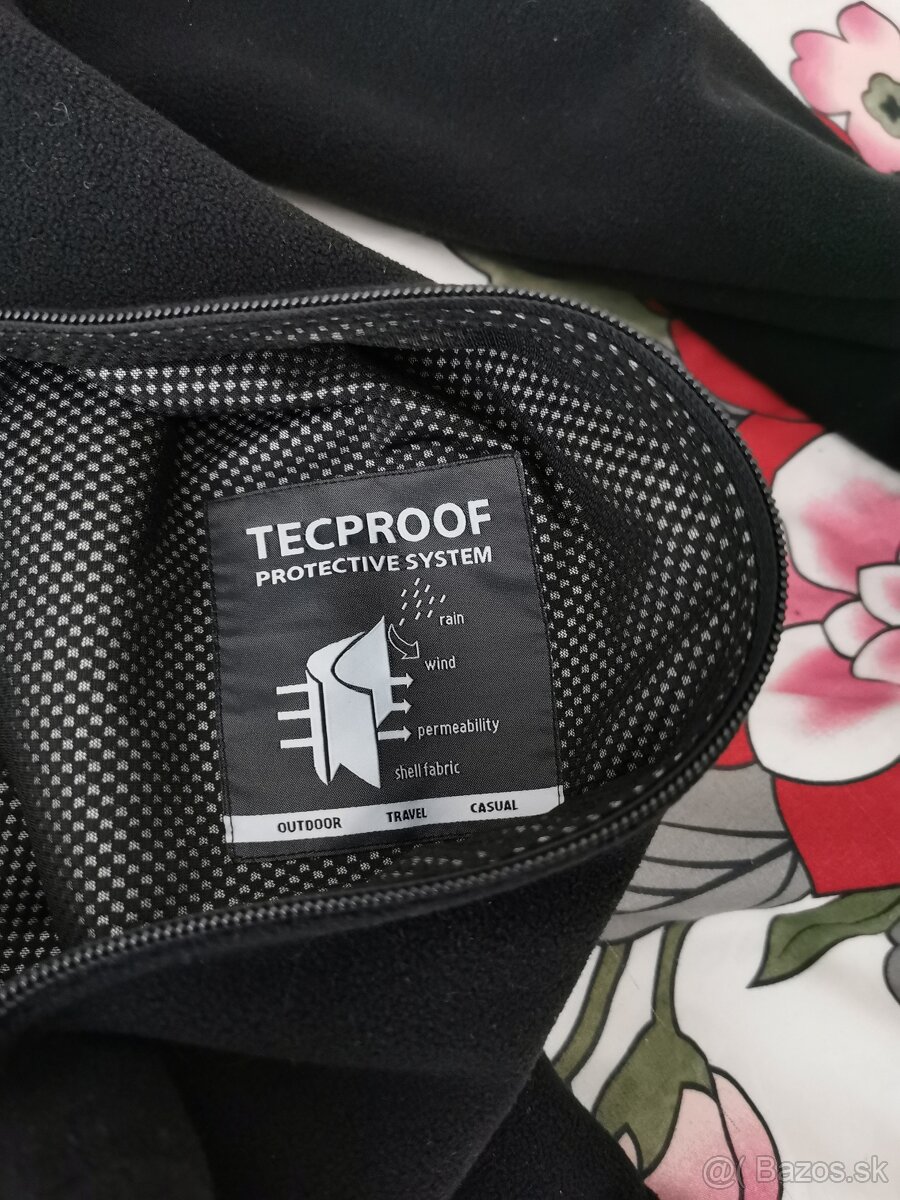 TECPROOF
PROTECTIVE SYSTEM
rain
wind
permeability
shell fabric
OUTDOOR TRAVEL CASUAL
@( Bazos.sk